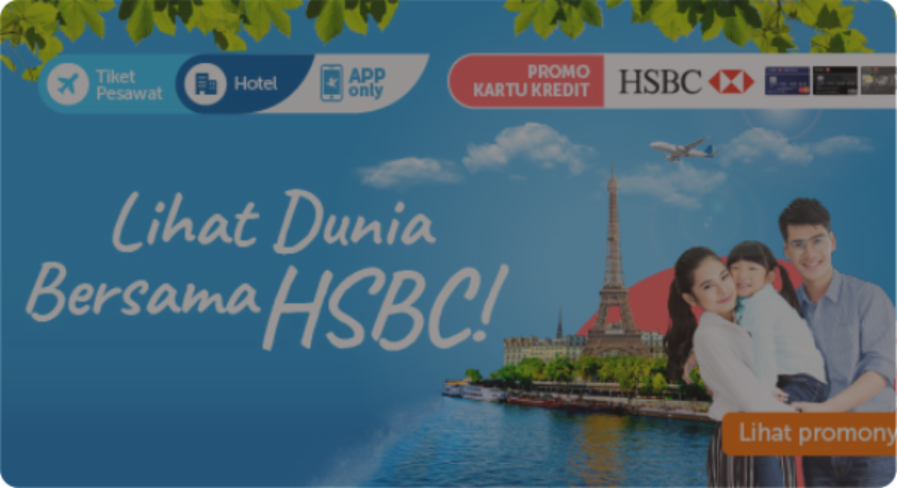 Tiket
Pesawat
Hotel
APP
only
PROMO
KARTU KREDIT
HSBC
Lihat Dunia
Bersama HSBC!
Lihat promony